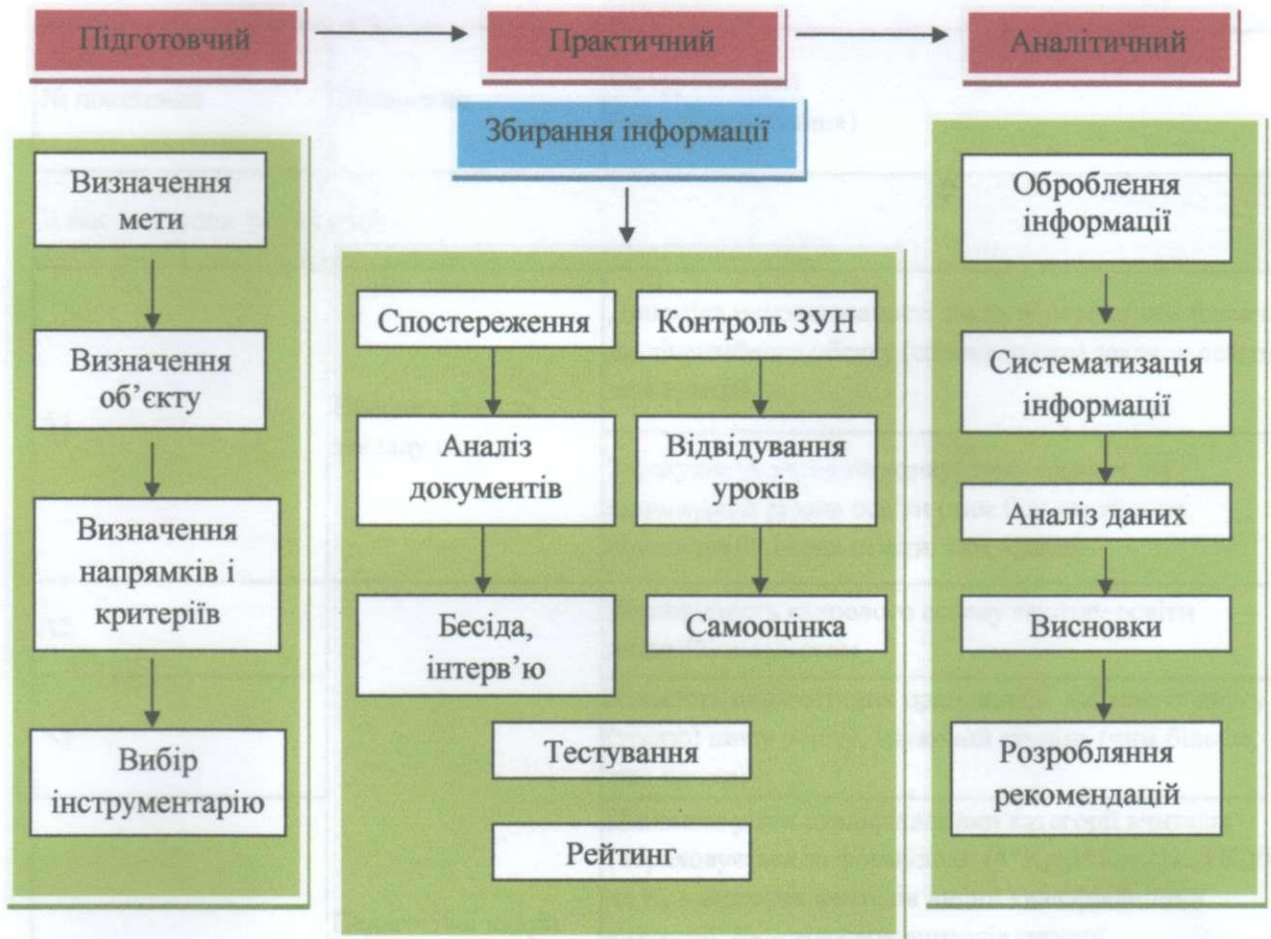 Підготовчий
Практичний
Аналітичний
Збирання інформації
Визначення
мети
Визначення
об’єкту
Визначення
напрямків і
критеріїв
Вибір
інструментарію
Спостереження
Аналіз
документів
Бесіда,
інтерв’ю
Контроль ЗУН
Відвідування
уроків
Самооцінка
Тестування
Рейтинг
Оброблення
інформації
Систематизація
інформації
Аналіз даних
Висновки
Розробляння
рекомендацій